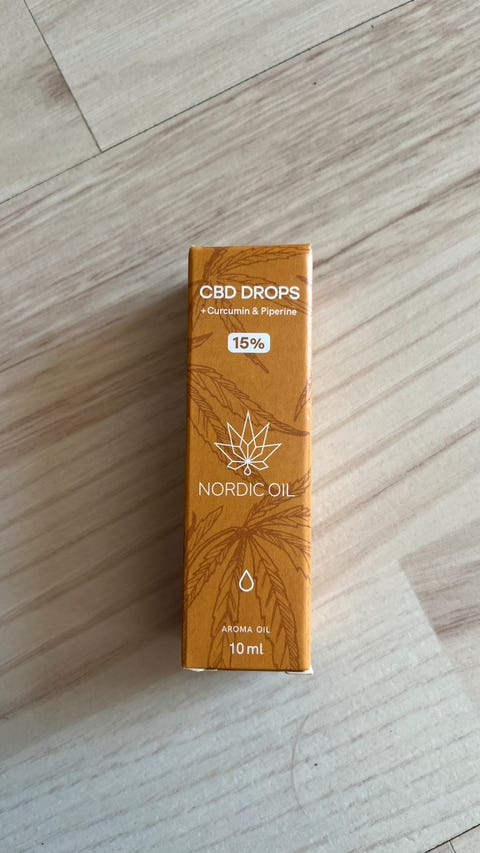 CBD DROPS
+ Curcumin & Piperine
15%
NORDIC OIL
AROMA OIL
10 ml